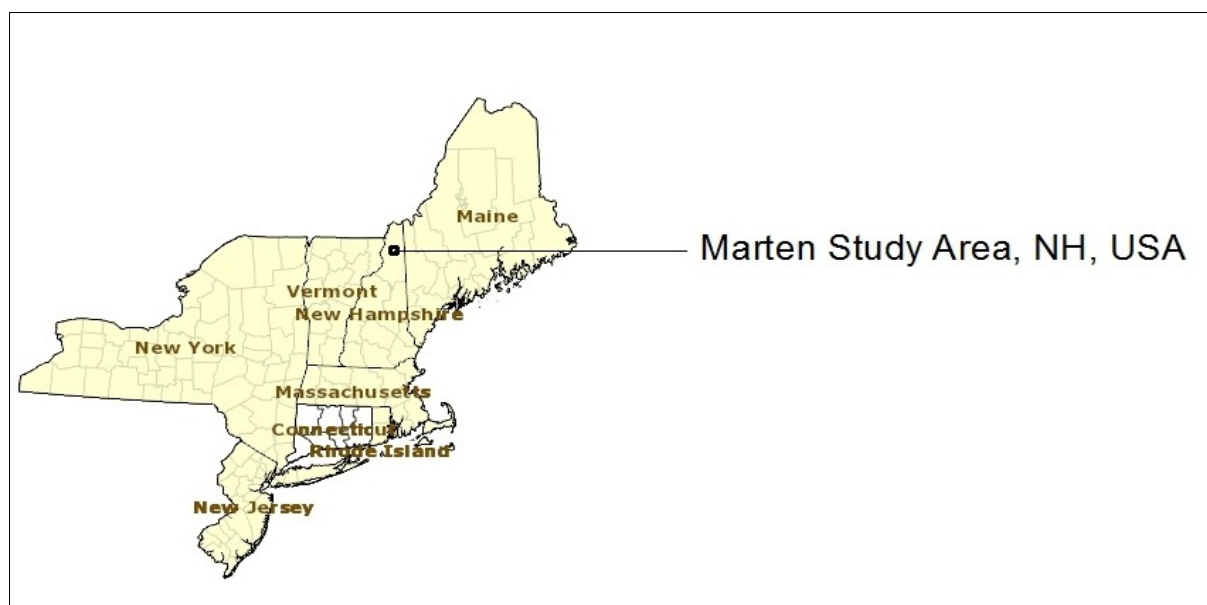 Maine
Marten Study Area, NH, USA
Vermont
New Hampshire
New York
Massachusetts
Connecticut
Rhode Island
New Jersey